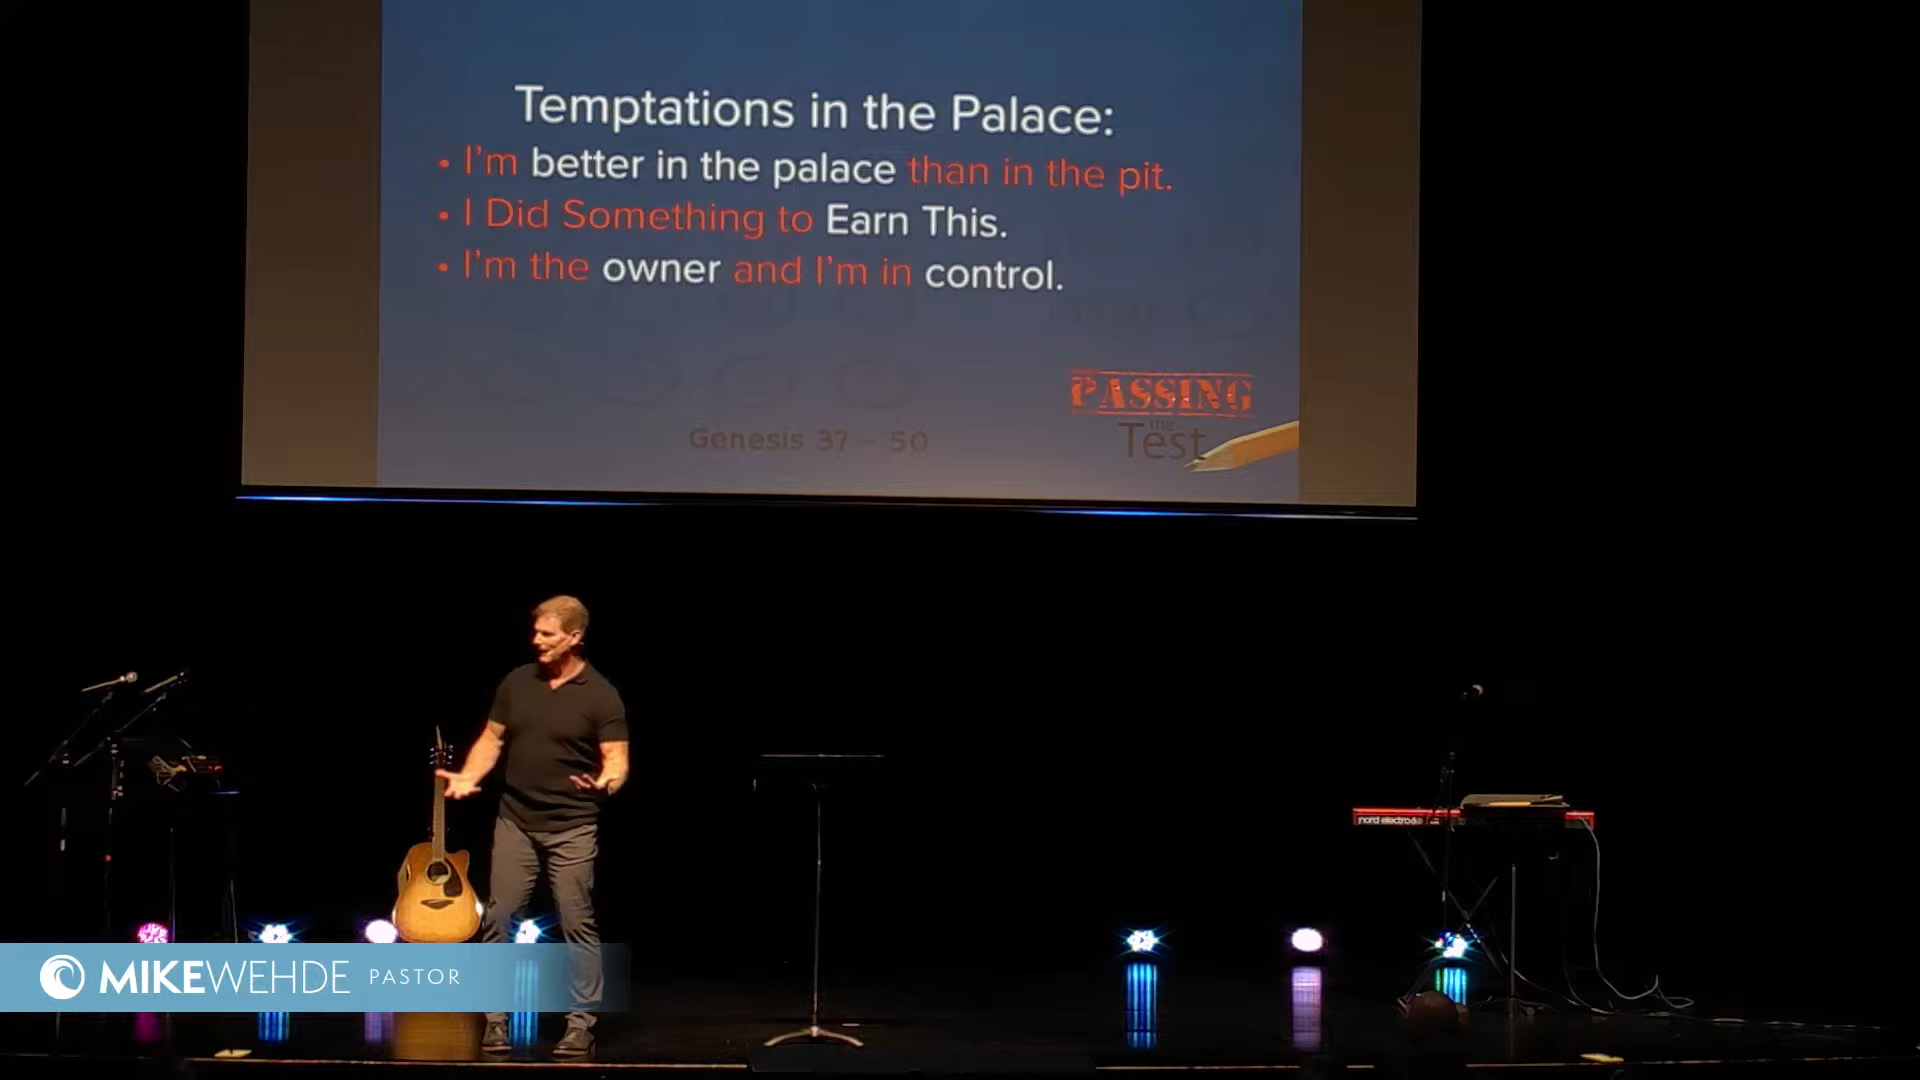 Temptations in the Palace:
• I'm better in the palace than in the pit.
• I Did Something to Earn This.
• I'm the owner and I'm in control.
PASSING
the
Test
Genesis 37 - 50
nord electro 6D
MIKEWEHDE PASTOR